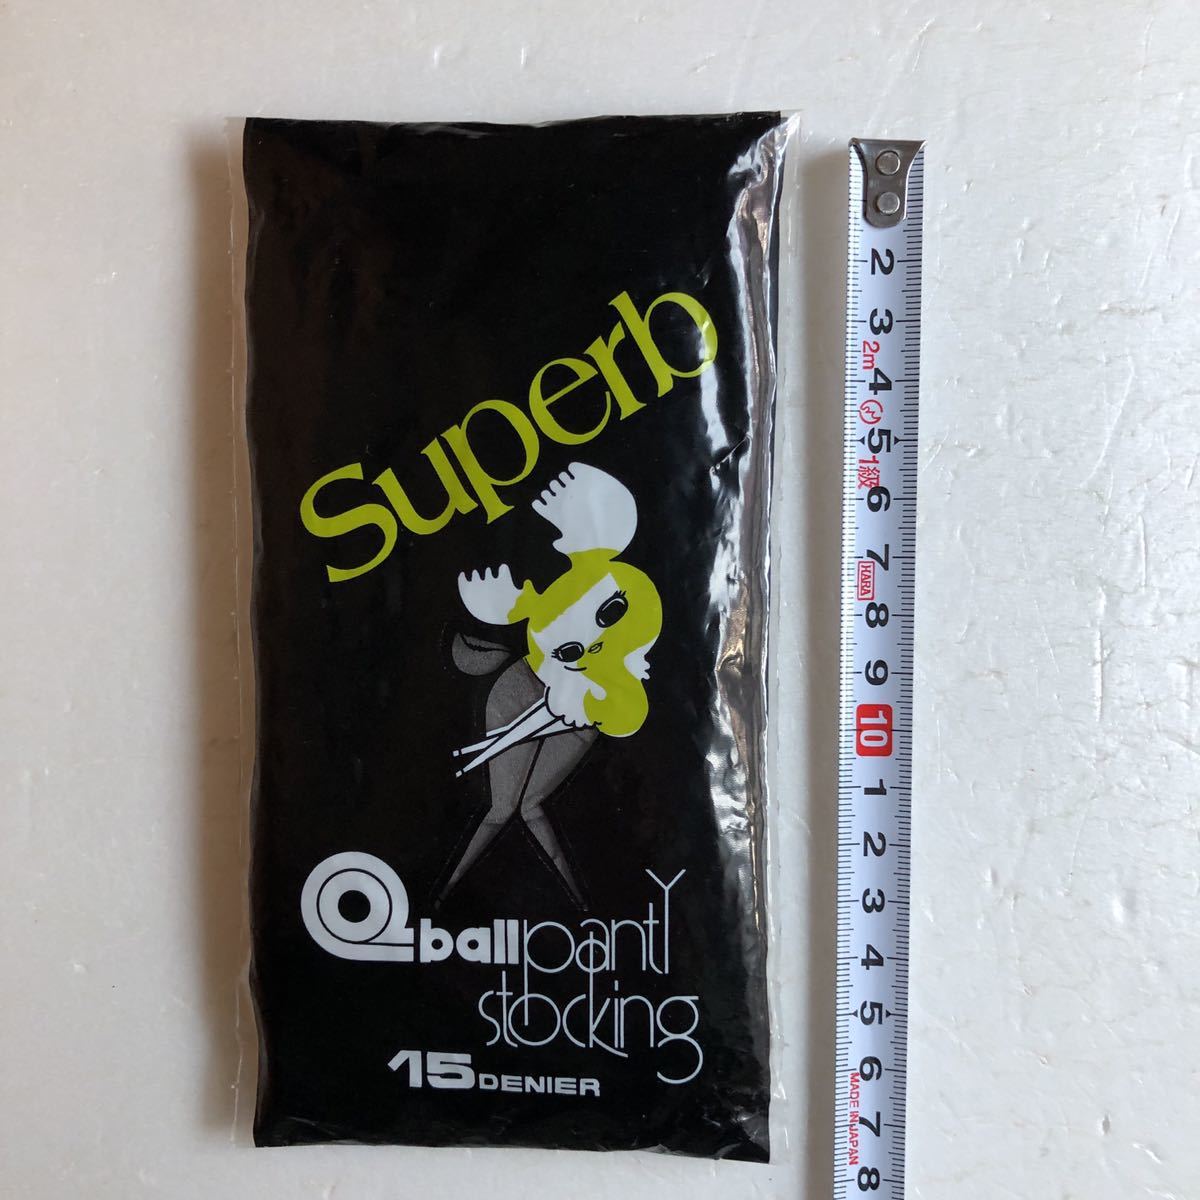 Superb
Qball panty
stocking
15 DENIER
2
3
2m
4
5
1級
6
7
HARA
8
9
10
1
2
3
4
5
6
MADE IN JAPAN
7
8